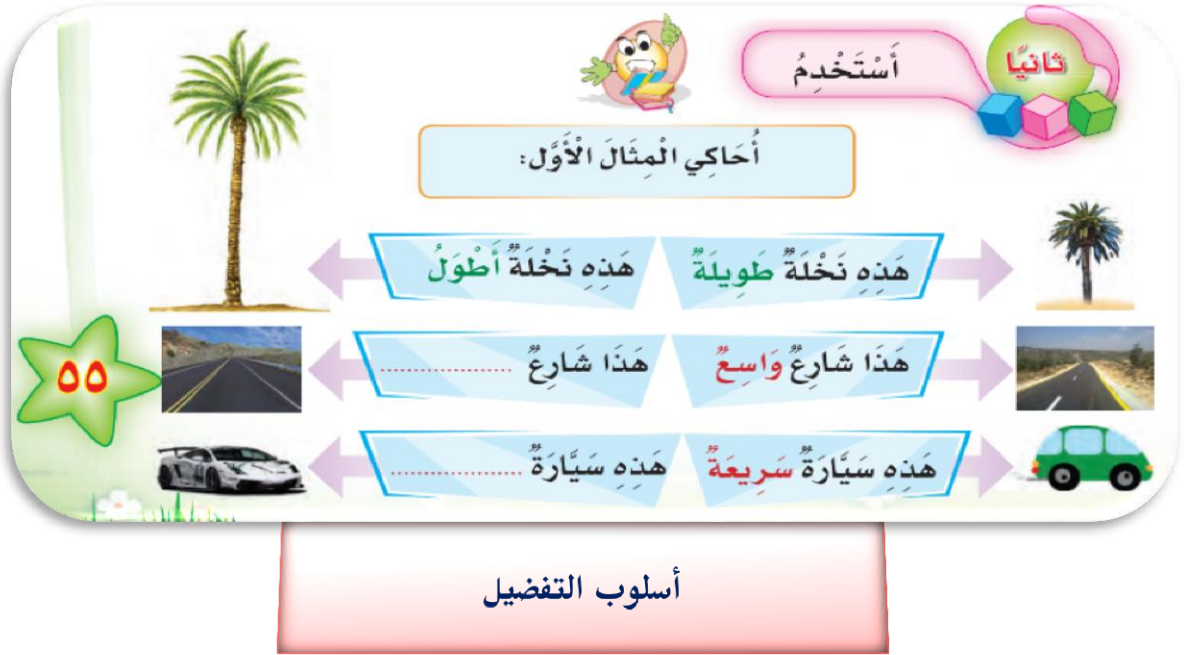 ثانيًا
أَسْتَخْدِمُ
أُحَاكِي الْمِثَالَ الْأَوَّل:
هَذِهِ نَخْلَةٌ طَوِيلَةٌ
هَذِهِ نَخْلَةٌ أَطْوَلُ
هَذَا شَارِعٌ وَاسِعٌ
هَذَا شَارِعٌ ..................
هَذِهِ سَيَّارَةٌ سَرِيعَةٌ
هَذِهِ سَيَّارَةٌ ..................
٥٥
أسلوب التفضيل